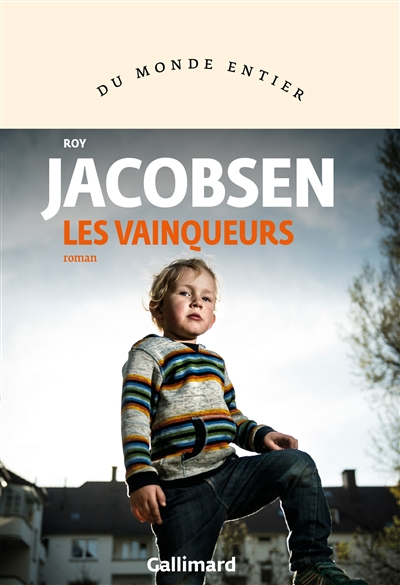 DU MONDE ENTIER
ROY
JACOBSEN
LES VAINQUEURS
roman
Gallimard